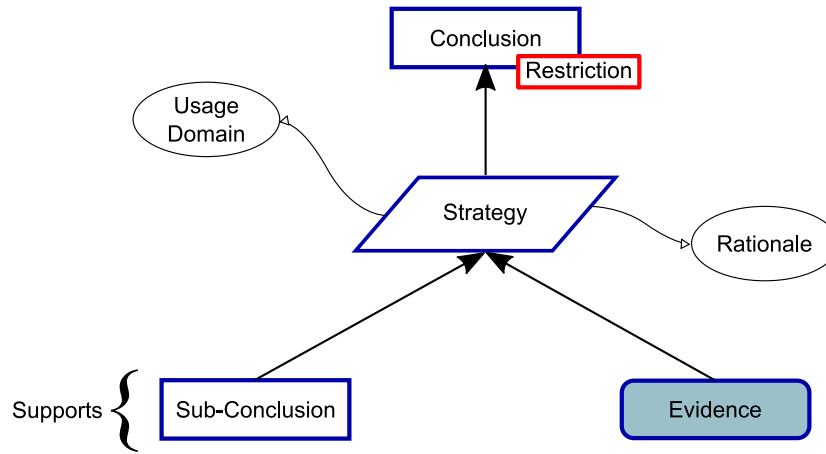 Conclusion
Restriction
Usage
Domain
Strategy
Rationale
Supports
Sub-Conclusion
Evidence